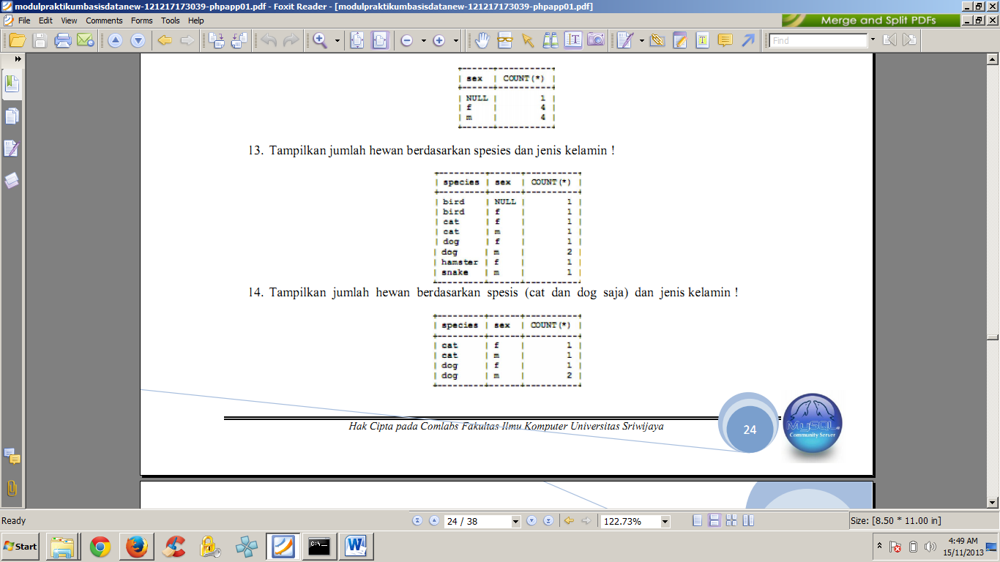 modulpraktikumbasisdatanew-121217173039-phpapp01.pdf - Foxit Reader - [modulpraktikumbasisdatanew-121217173039-phpapp01.pdf]
File Edit View Comments Forms Tools Help
Merge and Split PDFs
Find
sex COUNT(*)
NULL 1
f 4
m 4
13. Tampilkan jumlah hewan berdasarkan spesies dan jenis kelamin !
species sex COUNT(*)
bird NULL 1
bird f 1
cat f 1
cat m 1
dog f 1
dog m 2
hamster f 1
snake m 1
14. Tampilkan jumlah hewan berdasarkan spesis (cat dan dog saja) dan jenis kelamin !
species sex COUNT(*)
cat f 1
cat m 1
dog f 1
dog m 2
Hak Cipta pada Comlabs Fakultas Ilmu Komputer Universitas Sriwijaya
24
MySQL
Community Server
Ready
24 / 38
122.73%
Size: [8.50 * 11.00 in]
Start
4:49 AM
15/11/2013